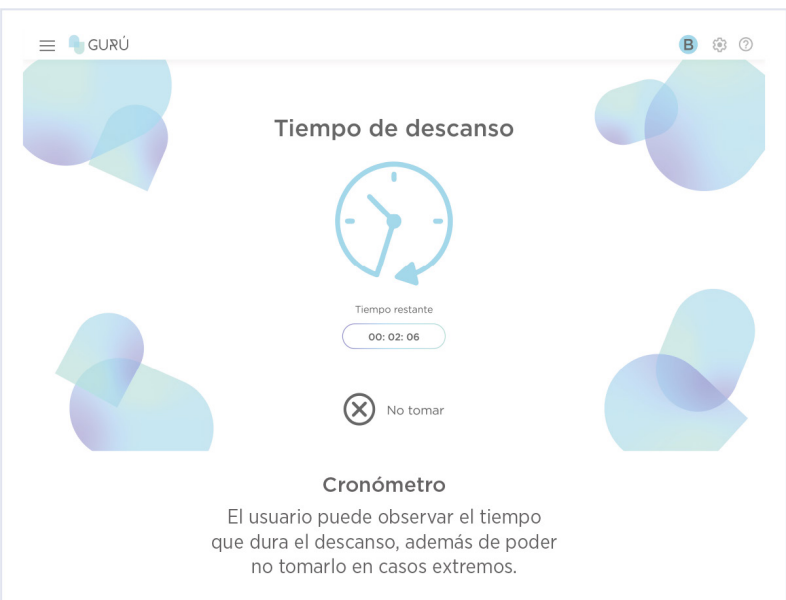 GURÚ
B
?
Tiempo de descanso
Tiempo restante
00: 02: 06
No tomar
Cronómetro
El usuario puede observar el tiempo
que dura el descanso, además de poder
no tomarlo en casos extremos.